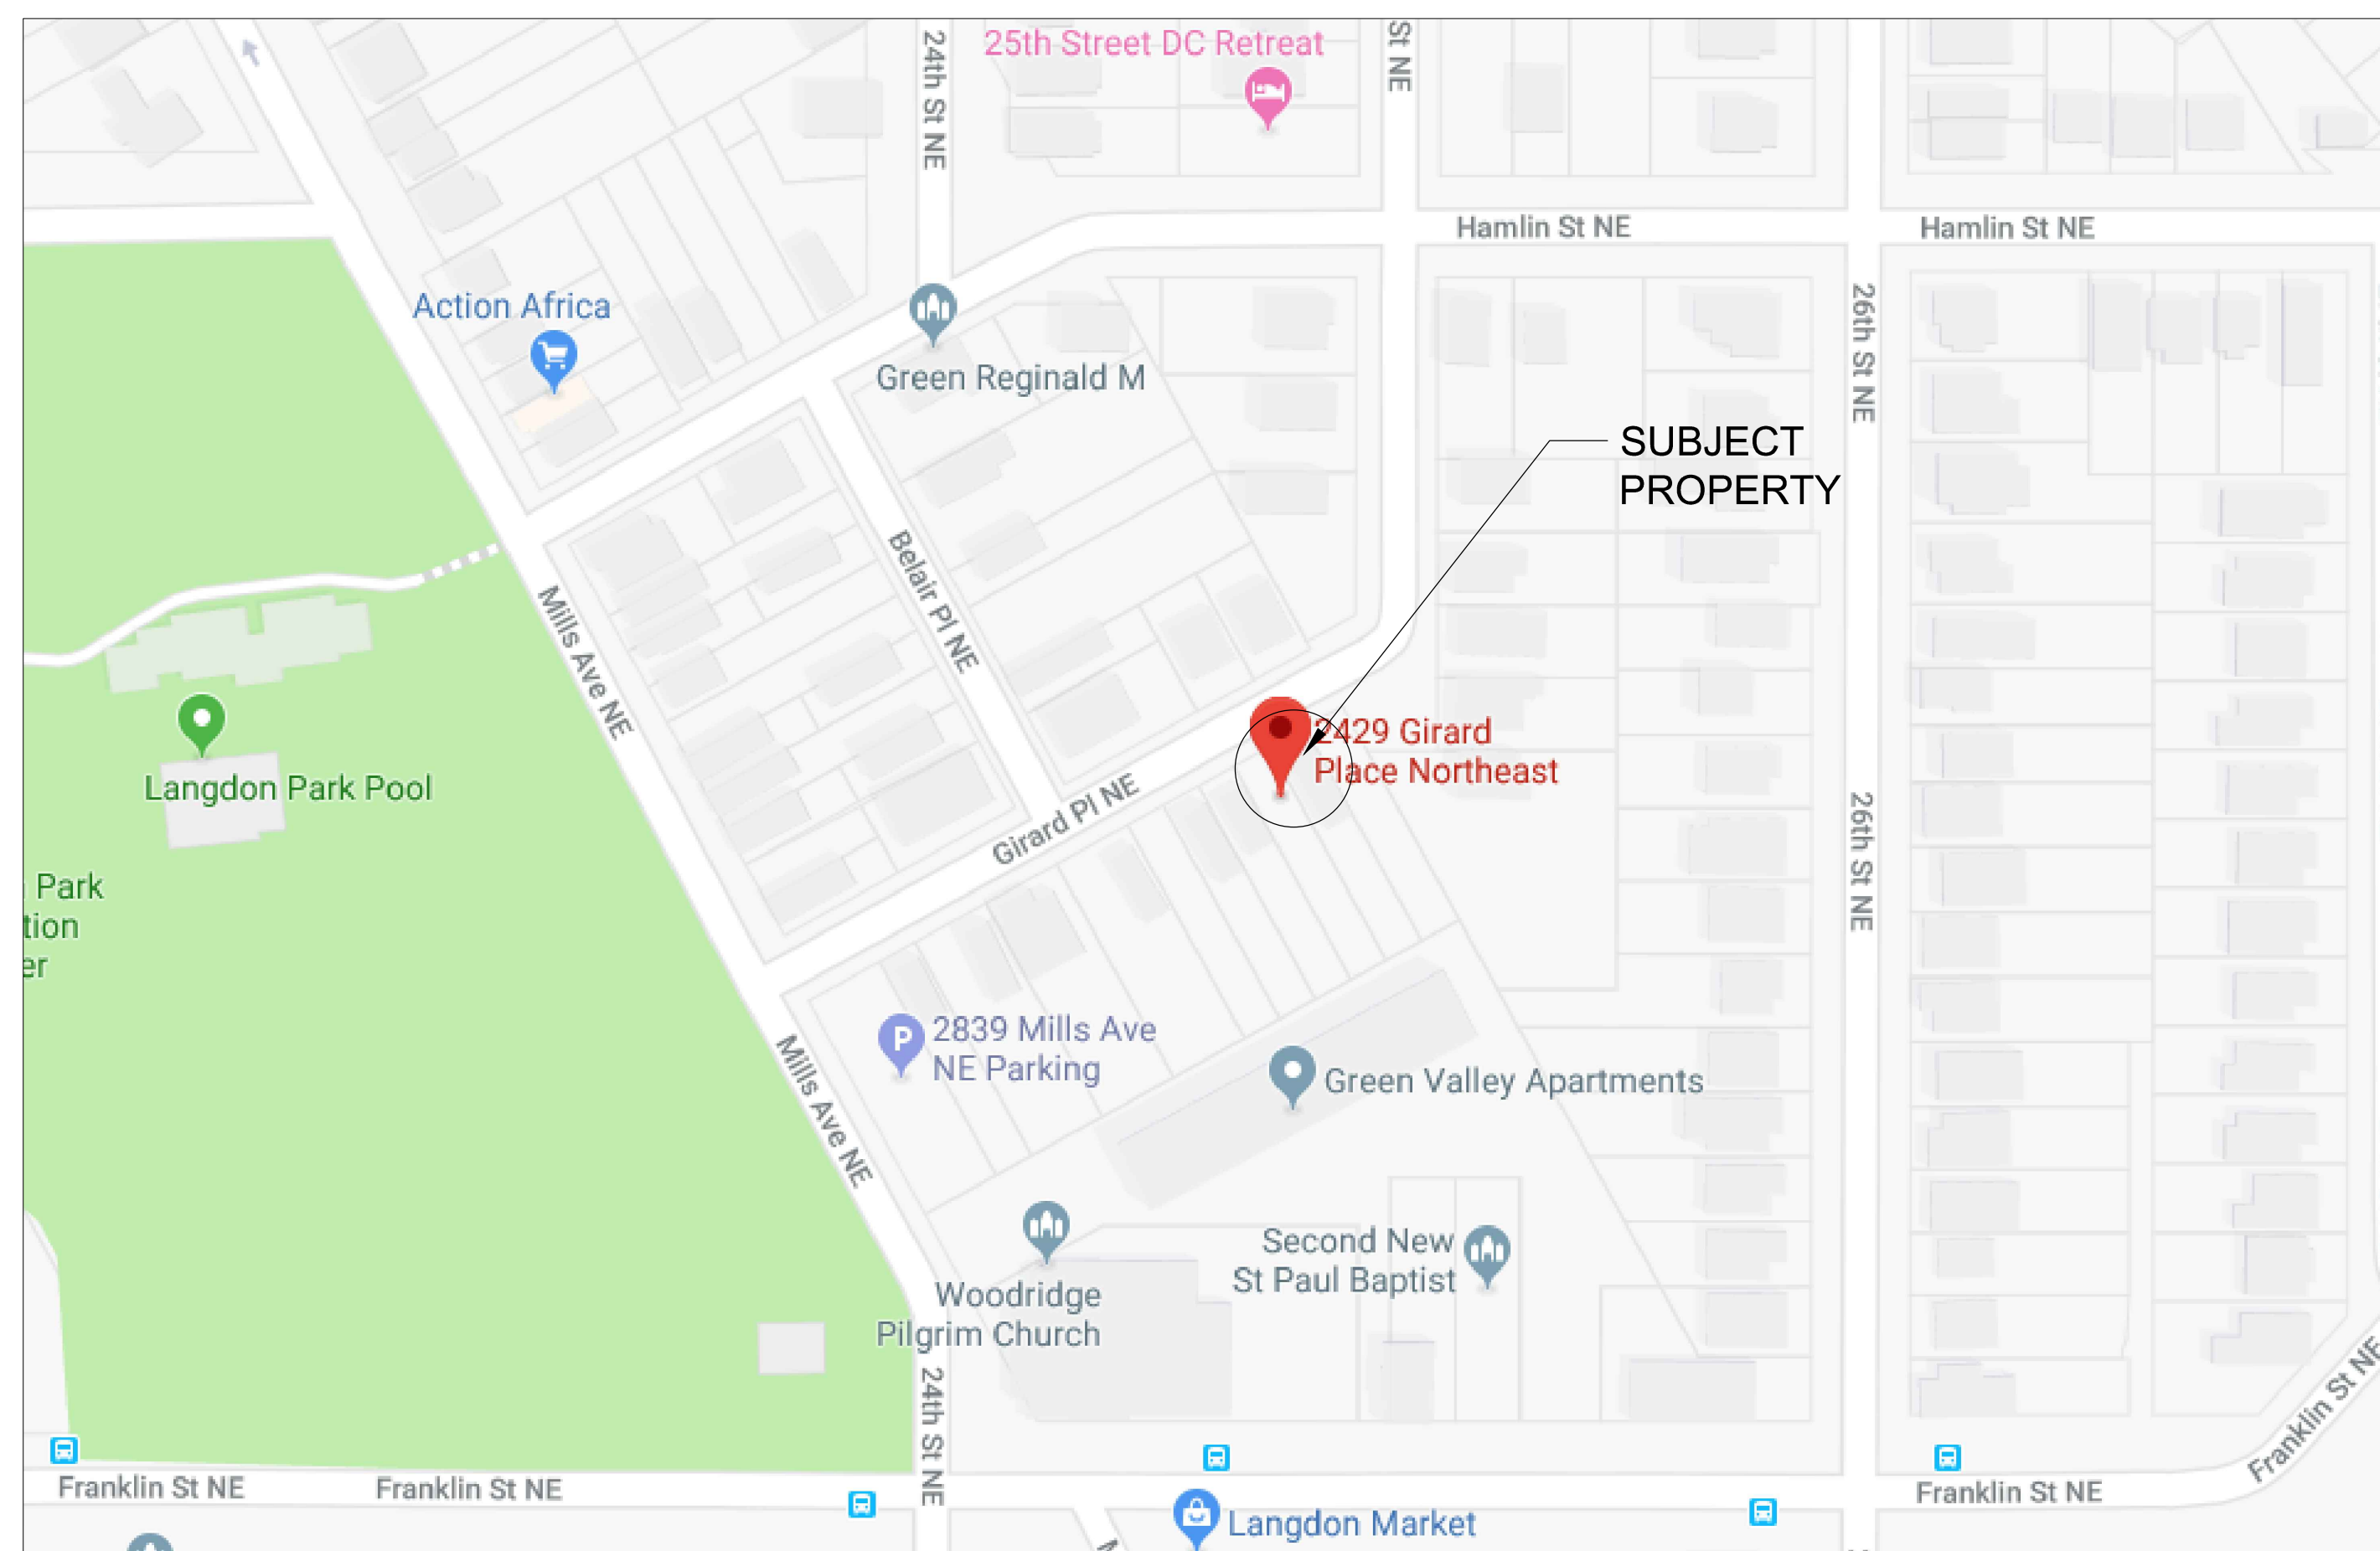 25th Street DC Retreat
24th St NE
St NE
Hamlin St NE
Hamlin St NE
Action Africa
Green Reginald M
26th St NE
SUBJECT
PROPERTY
Belair Pl NE
Mills Ave NE
2429 Girard
Place Northeast
Langdon Park Pool
Girard Pl NE
26th St NE
Park
tion
er
2839 Mills Ave
NE Parking
P
Mills Ave NE
Green Valley Apartments
Second New
St Paul Baptist
Woodridge
Pilgrim Church
24th St NE
Franklin St NE
Franklin St NE
Franklin St NE
Franklin St NE
Langdon Market